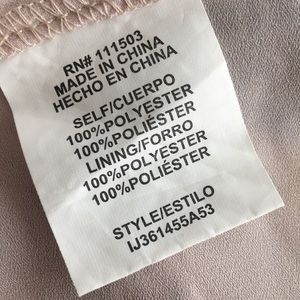 RN# 111503
MADE IN CHINA
HECHO EN CHINA
SELF/CUERPO
100%POLYESTER
100%POLIÉSTER
LINING/FORRO
100%POLYESTER
100%POLIÉSTER
STYLE/ESTILO
IJ361455A53